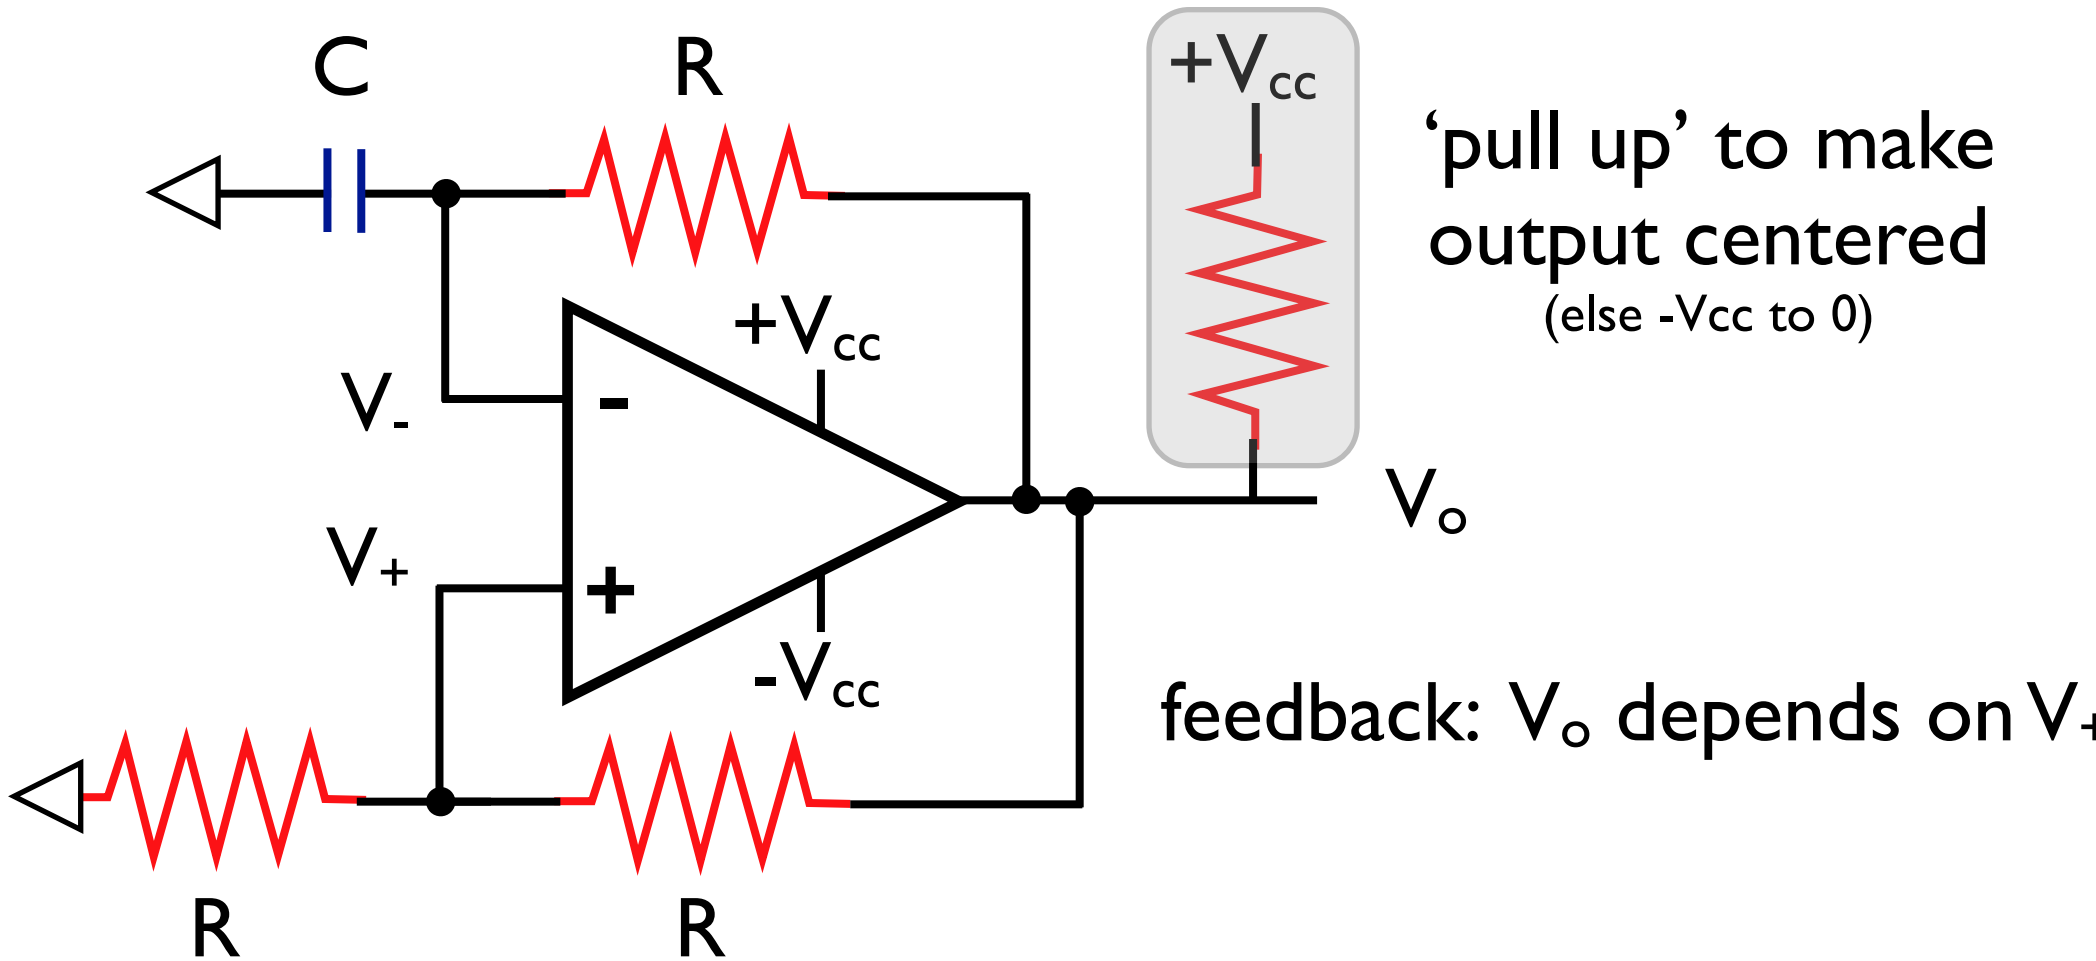 C
R
+Vcc
‘pull up’ to make
output centered
(else -Vcc to 0)
+Vcc
V-
-
Vo
V+
+
-Vcc
feedback: Vo depends on V+
R
R